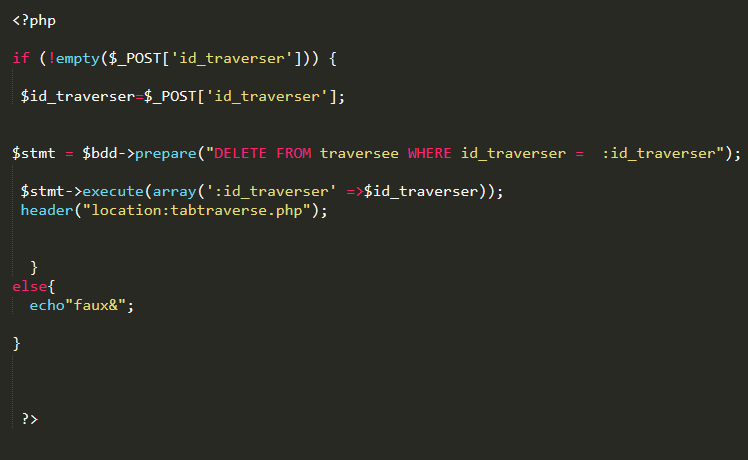 <?php
if (!empty($_POST['id_traverser'])) {
$id_traverser=$_POST['id_traverser'];
$stmt = $bdd->prepare("DELETE FROM traversee WHERE id_traverser =  :id_traverser");
$stmt->execute(array(':id_traverser' =>$id_traverser));
header("location:tabtraverse.php");
}
else{
echo"faux&";
}
?>